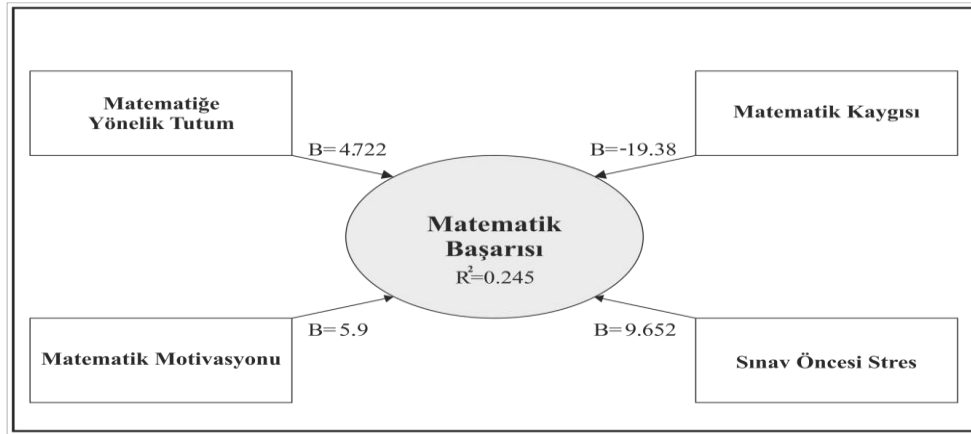 Matematiğe
Yönelik Tutum
Matematik Kaygısı
B=4.722
B=-19.38
Matematik
Başarısı
R²=0.245
B=5.9
B=9.652
Matematik Motivasyonu
Sınav Öncesi Stres